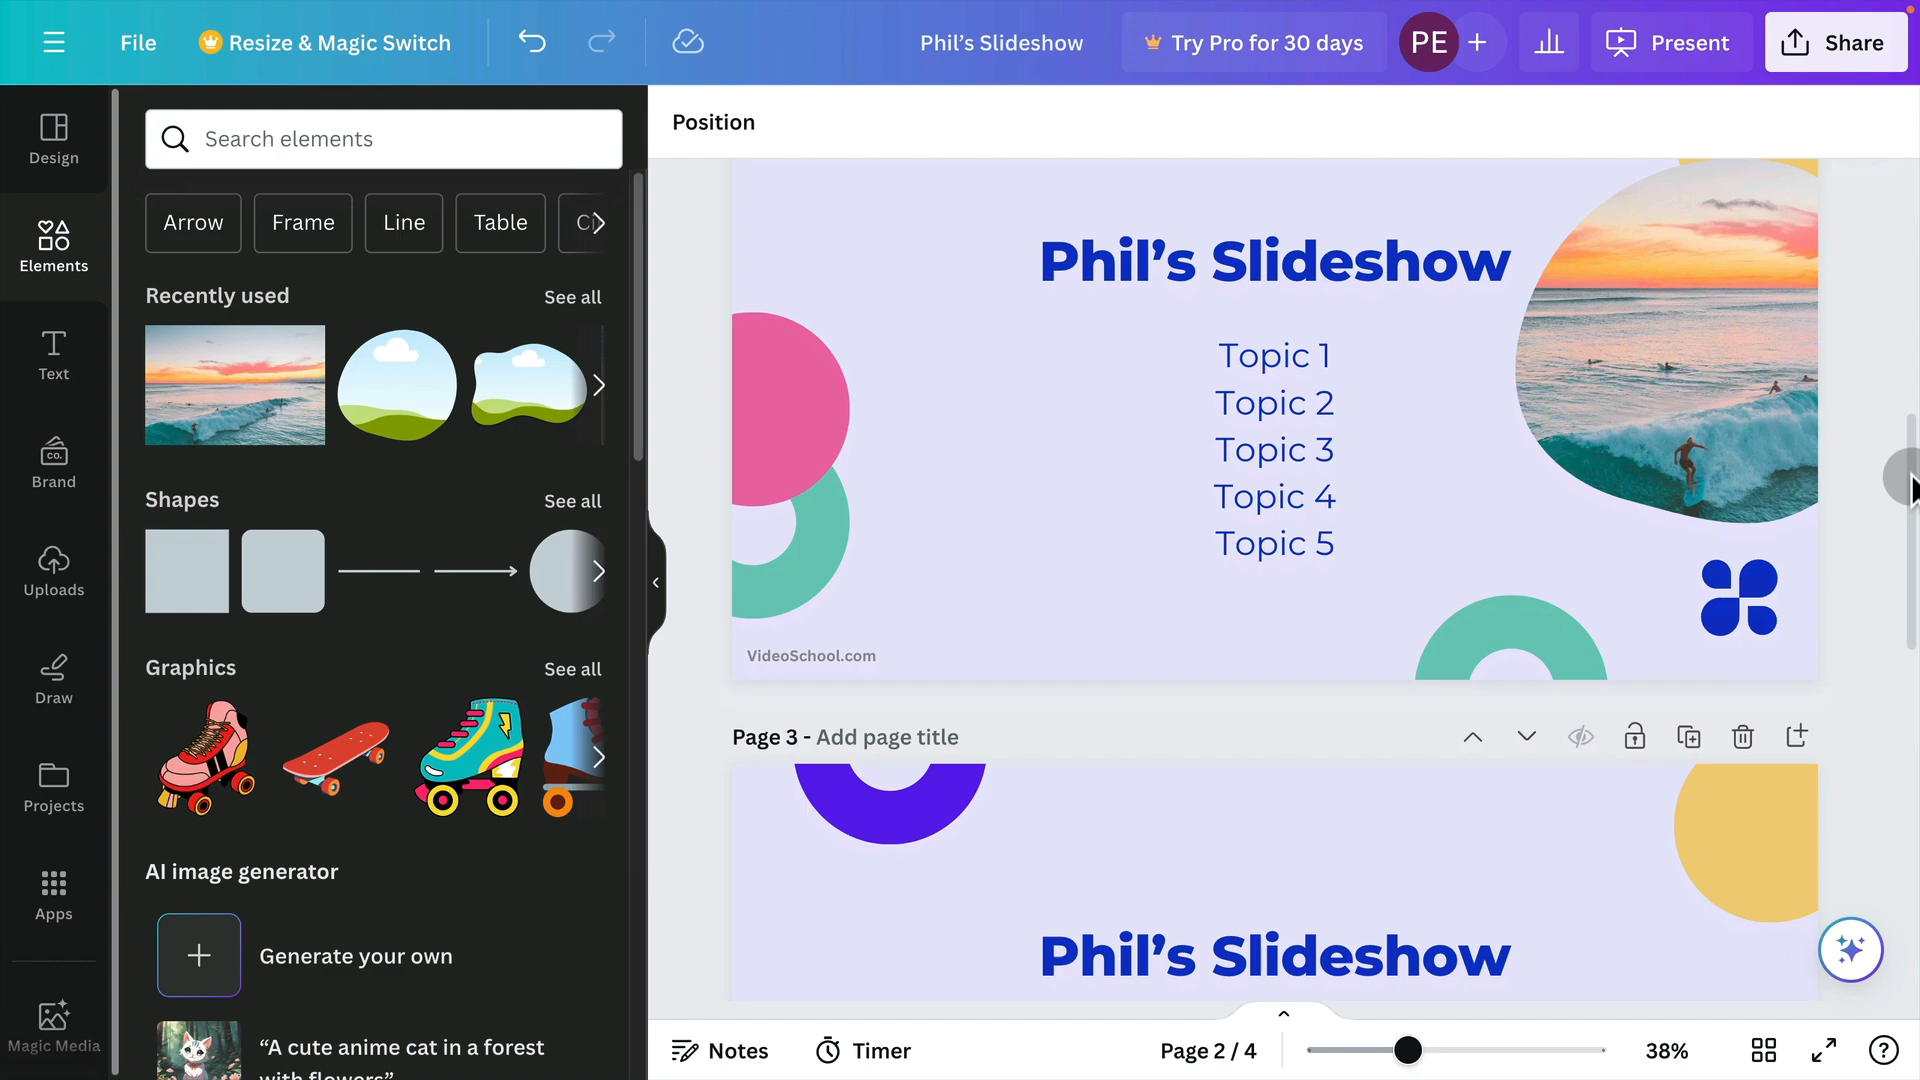 File
Resize & Magic Switch
Phil's Slideshow
Try Pro for 30 days
PE
Present
Share
Design
Elements
Text
Brand
CO.
Uploads
Draw
Projects
Apps
Magic Media
Search elements
Arrow
Frame
Line
Table
Recently used
See all
Shapes
See all
Graphics
See all
AI image generator
Generate your own
“A cute anime cat in a forest
with flowers”
Position
Phil’s Slideshow
Topic 1
Topic 2
Topic 3
Topic 4
Topic 5
VideoSchool.com
Page 3 - Add page title
Phil’s Slideshow
Notes
Timer
Page 2 / 4
38%